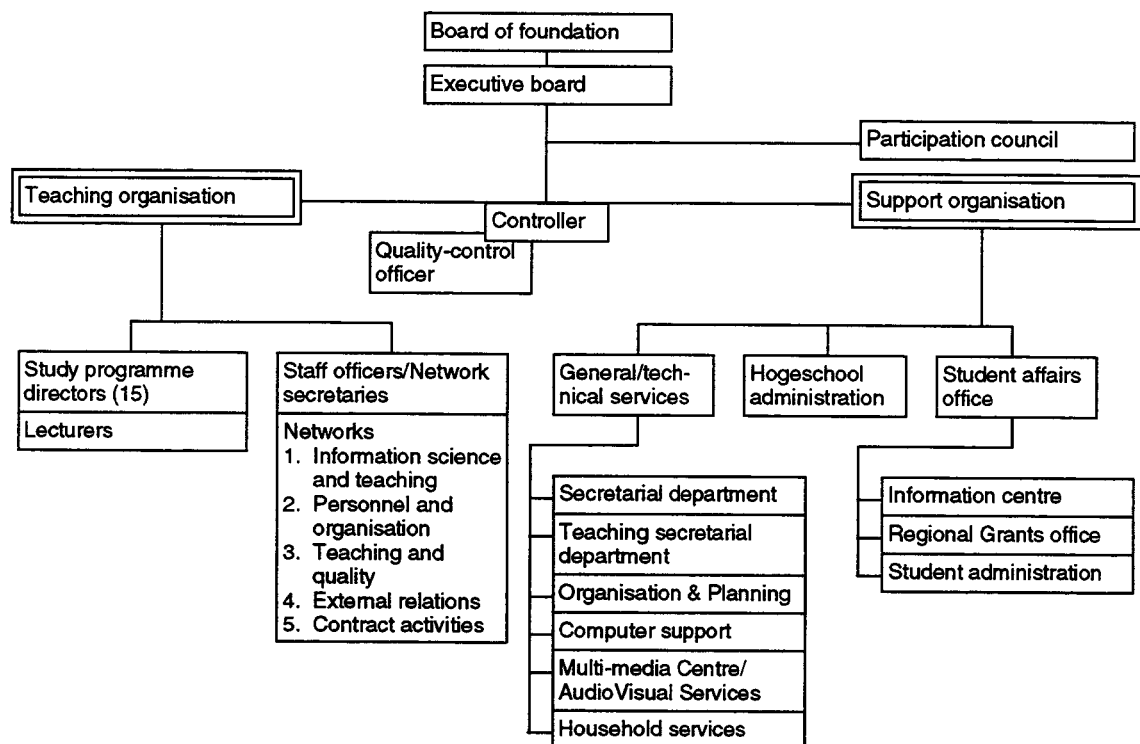 Board of foundation
Executive board
Participation council
Teaching organisation
Support organisation
Controller
Quality-control
officer
Study programme
directors (15)
Lecturers
Staff officers/Network
secretaries
Networks
1. Information science
and teaching
2. Personnel and
organisation
3. Teaching and
quality
4. External relations
5. Contract activities
General/tech-
nical services
Hogeschool
administration
Student affairs
office
Secretarial department
Teaching secretarial
department
Organisation & Planning
Computer support
Multi-media Centre/
AudioVisual Services
Household services
Information centre
Regional Grants office
Student administration